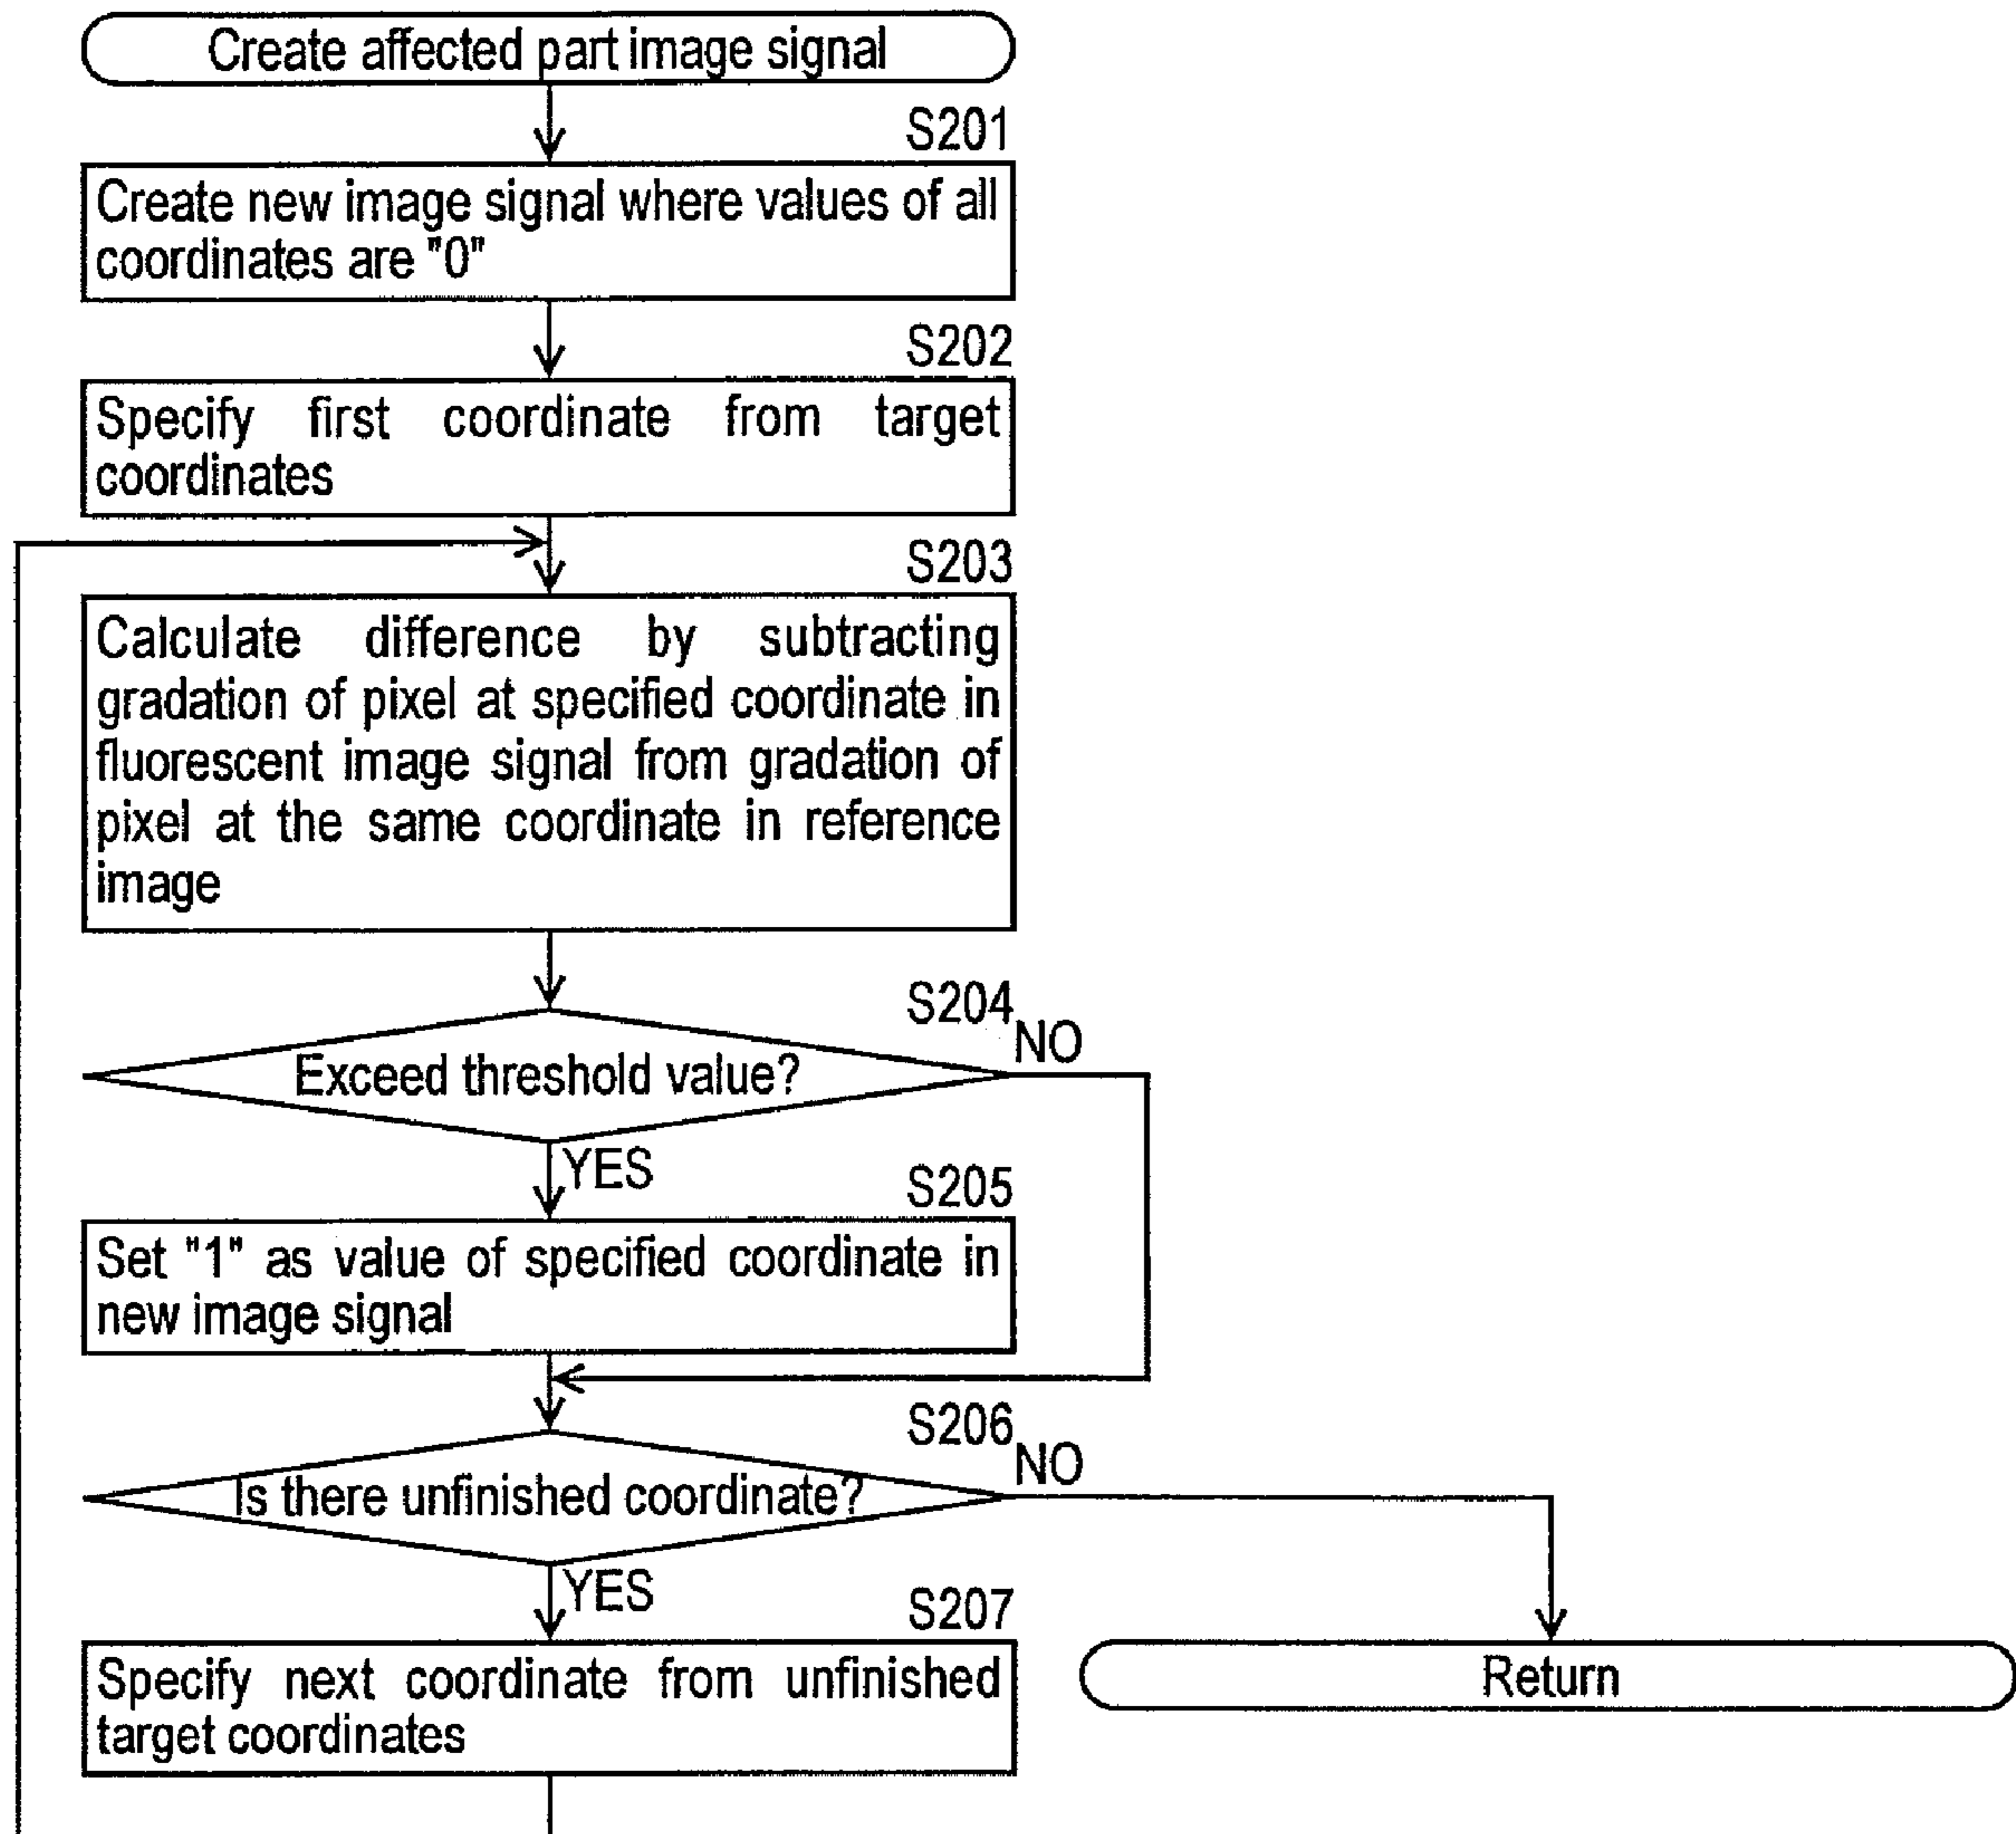 Create affected part image signal
S201
Create new image signal where values of all
coordinates are "0"
S202
Specify first coordinate from target
coordinates
S203
Calculate difference by subtracting
gradation of pixel at specified coordinate in
fluorescent image signal from gradation of
pixel at the same coordinate in reference
image
S204
NO
Exceed threshold value?
YES
S205
Set "1" as value of specified coordinate in
new image signal
S206
NO
Is there unfinished coordinate?
YES
S207
Specify next coordinate from unfinished
target coordinates
Return